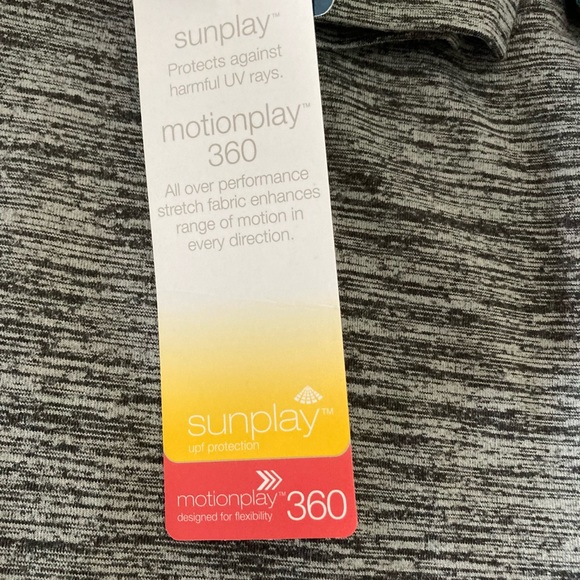 sunplay™
Protects against
harmful UV rays.
motionplay™
360
All over performance
stretch fabric enhances
range of motion in
every direction.
sunplay™
upf protection
motionplay™ 360
designed for flexibility